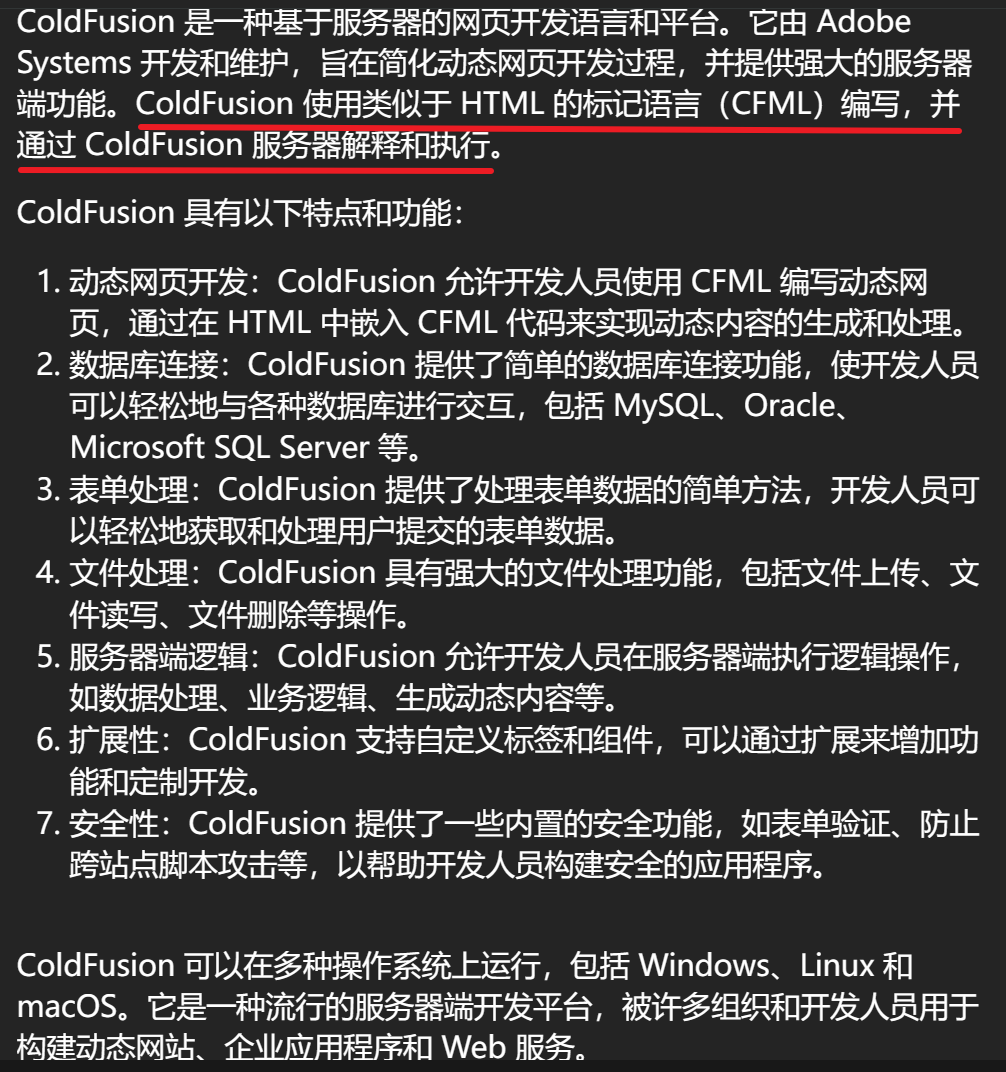 ColdFusion 是一种基于服务器的网页开发语言和平台。它由 Adobe
Systems 开发和维护，旨在简化动态网页开发过程，并提供强大的服务器
端功能。ColdFusion 使用类似于 HTML 的标记语言（CFML）编写，并
通过 ColdFusion 服务器解释和执行。
ColdFusion 具有以下特点和功能：
1. 动态网页开发：ColdFusion 允许开发人员使用 CFML 编写动态网
页，通过在 HTML 中嵌入 CFML 代码来实现动态内容的生成和处理。
2. 数据库连接：ColdFusion 提供了简单的数据库连接功能，使开发人员
可以轻松地与各种数据库进行交互，包括 MySQL、Oracle、
Microsoft SQL Server 等。
3. 表单处理：ColdFusion 提供了处理表单数据的简单方法，开发人员可
以轻松地获取和处理用户提交的表单数据。
4. 文件处理：ColdFusion 具有强大的文件处理功能，包括文件上传、文
件读写、文件删除等操作。
5. 服务器端逻辑：ColdFusion 允许开发人员在服务器端执行逻辑操作，
如数据处理、业务逻辑、生成动态内容等。
6. 扩展性：ColdFusion 支持自定义标签和组件，可以通过扩展来增加功
能和定制开发。
7. 安全性：ColdFusion 提供了一些内置的安全功能，如表单验证、防止
跨站点脚本攻击等，以帮助开发人员构建安全的应用程序。
ColdFusion 可以在多种操作系统上运行，包括 Windows、Linux 和
macOS。它是一种流行的服务器端开发平台，被许多组织和开发人员用于
构建动态网站、企业应用程序和 Web 服务。